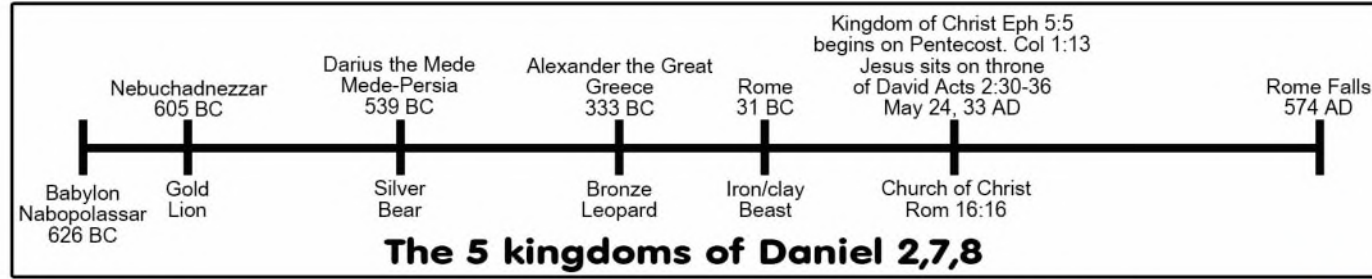 Babylon
Nabopolassar
626 BC
Nebuchadnezzar
605 BC
Gold
Lion
Darius the Mede
Mede-Persia
539 BC
Silver
Bear
Alexander the Great
Greece
333 BC
Bronze
Leopard
Rome
31 BC
Iron/clay
Beast
Kingdom of Christ Eph 5:5
begins on Pentecost. Col 1:13
Jesus sits on throne
of David Acts 2:30-36
May 24, 33 AD
Church of Christ
Rom 16:16
Rome Falls
574 AD
The 5 kingdoms of Daniel 2,7,8